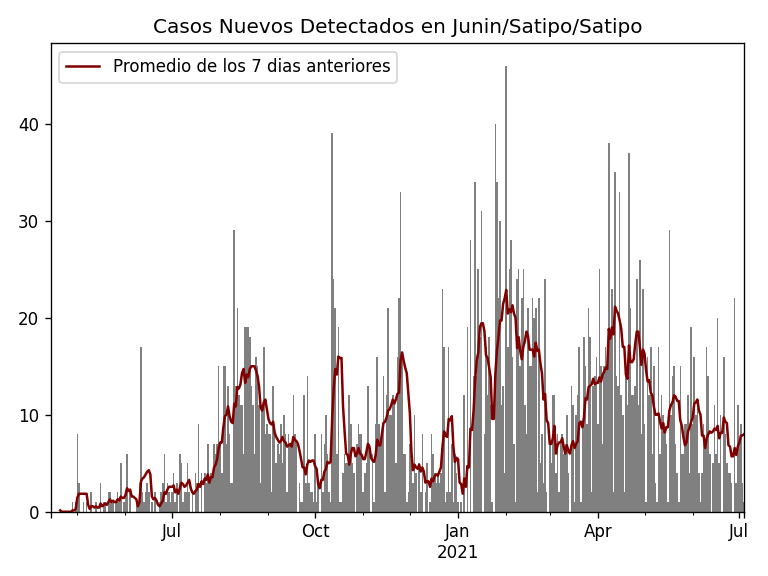 Casos Nuevos Detectados en Junin/Satipo/Satipo
Promedio de los 7 dias anteriores
40
30
20
10
0
Jul
Oct
Jan
Apr
Jul
2021